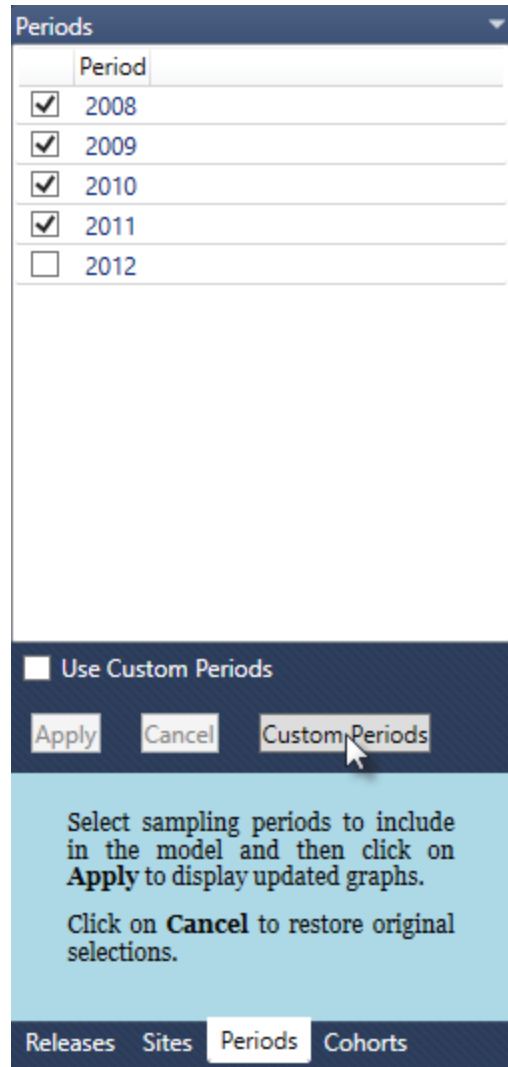 Periods
Period
2008
2009
2010
2011
2012
Use Custom Periods
Apply Cancel Custom Periods
Select sampling periods to include
in the model and then click on
Apply to display updated graphs.
Click on Cancel to restore original
selections.
Releases Sites Periods Cohorts